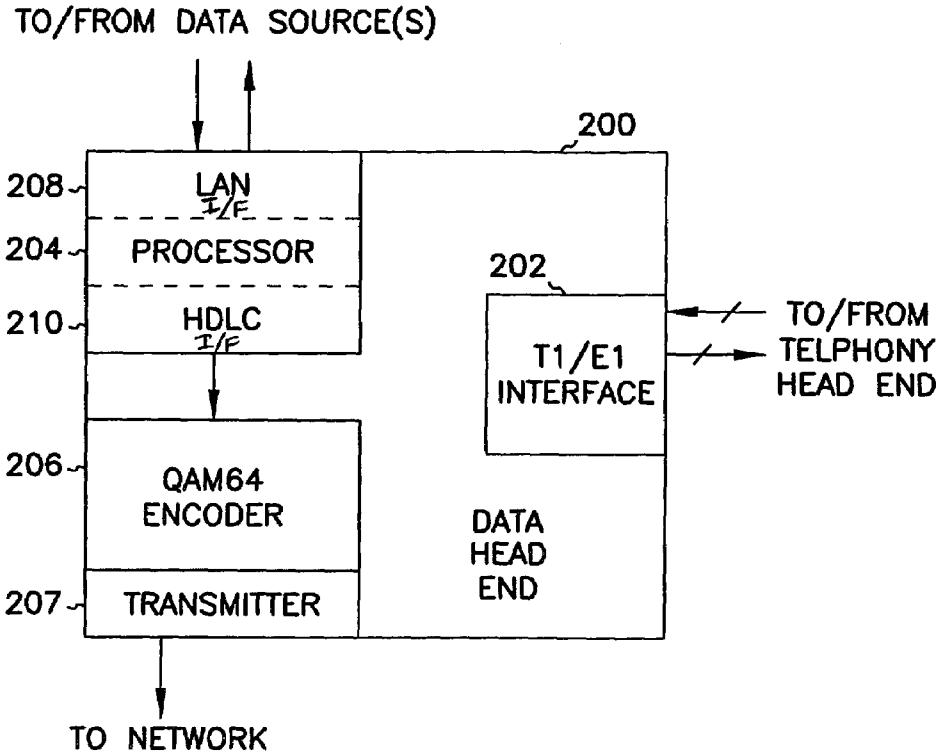 TO/FROM DATA SOURCE(S)
200
208
LAN
I/F
204
PROCESSOR
210
HDLC
I/F
202
T1/E1
INTERFACE
TO/FROM
TELPHONY
HEAD END
206
QAM64
ENCODER
DATA
HEAD
END
207
TRANSMITTER
TO NETWORK